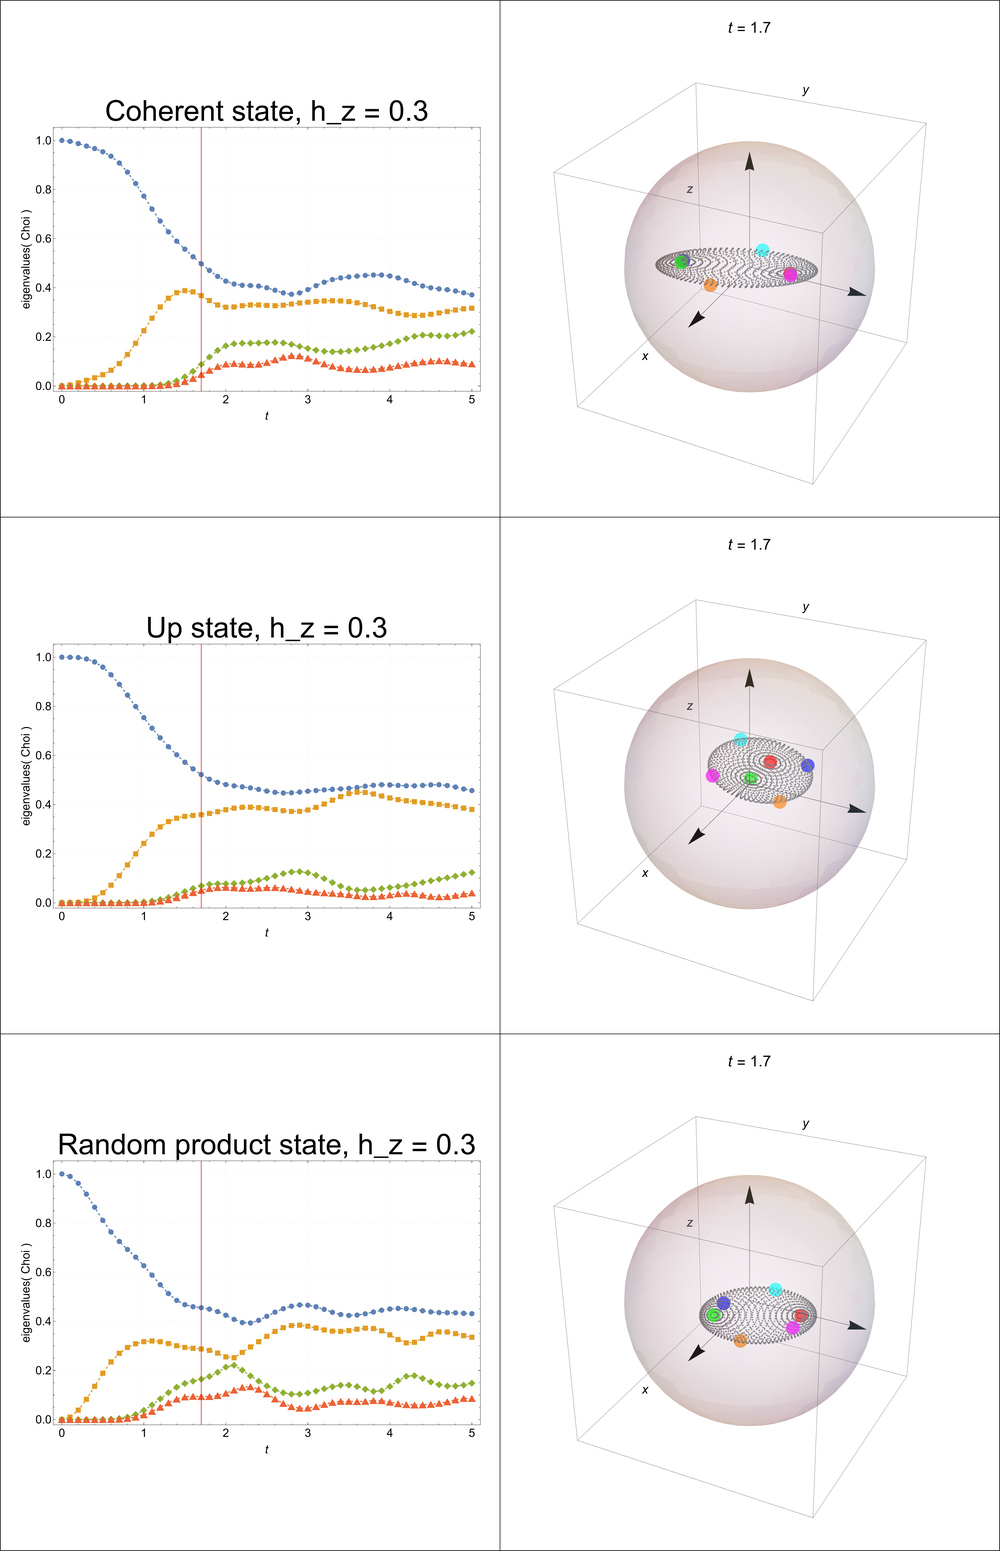 Coherent state, h_z = 0.3
eigenvalues( Choi )
1.0
0.8
0.6
0.4
0.2
0.0
0 1 2 3 4 5
t
t = 1.7
y
z
x
Up state, h_z = 0.3
eigenvalues( Choi )
1.0
0.8
0.6
0.4
0.2
0.0
0 1 2 3 4 5
t
t = 1.7
y
z
x
Random product state, h_z = 0.3
eigenvalues( Choi )
1.0
0.8
0.6
0.4
0.2
0.0
0 1 2 3 4 5
t
t = 1.7
y
z
x